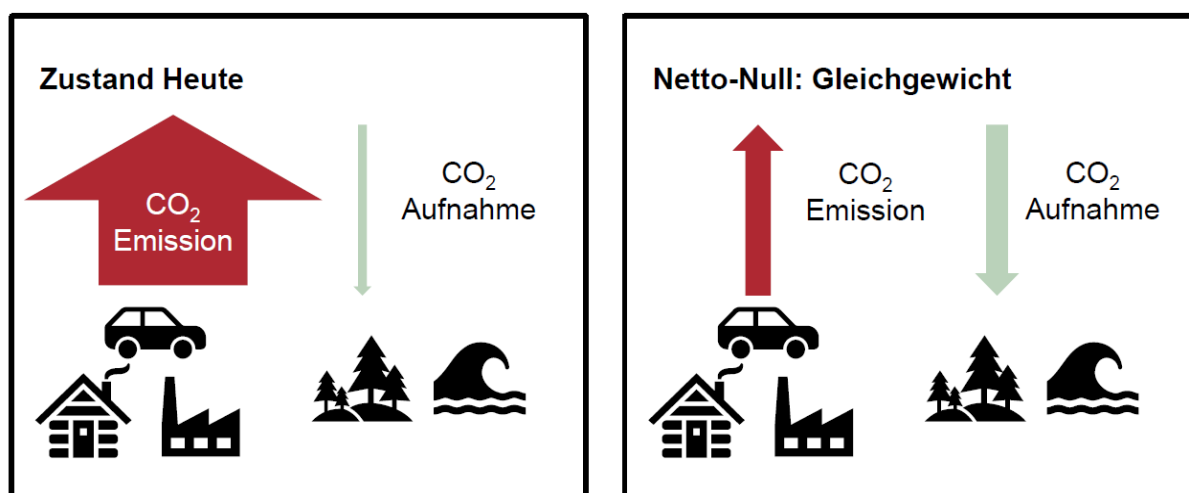 Zustand Heute
CO₂
Emission
CO₂
Aufnahme
Netto-Null: Gleichgewicht
CO₂
Emission
CO₂
Aufnahme